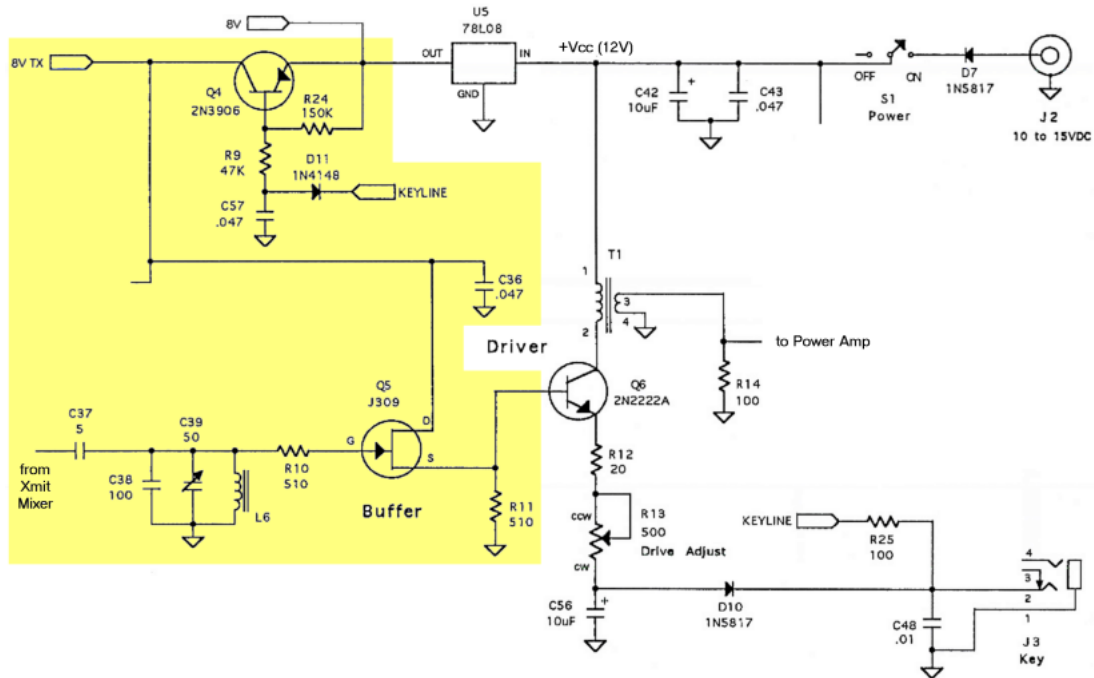 U5
78L08
8V
8V TX
OUT
IN
GND
+Vcc (12V)
OFF
ON
S1
Power
D7
1N5817
J2
10 to 15VDC
Q4
2N3906
R24
150K
C42
10uF
+
C43
.047
R9
47K
D11
1N4148
KEYLINE
C57
.047
C36
.047
T1
1
2
3
4
to Power Amp
Driver
Q6
2N2222A
R14
100
Q5
J309
D
G
S
C37
5
C39
50
R10
510
from
Xmit
Mixer
C38
100
L6
Buffer
R11
510
R12
20
CCW
R13
500
Drive Adjust
CW
KEYLINE
R25
100
C56
10uF
+
D10
1N5817
C48
.01
4
3
2
1
J3
Key